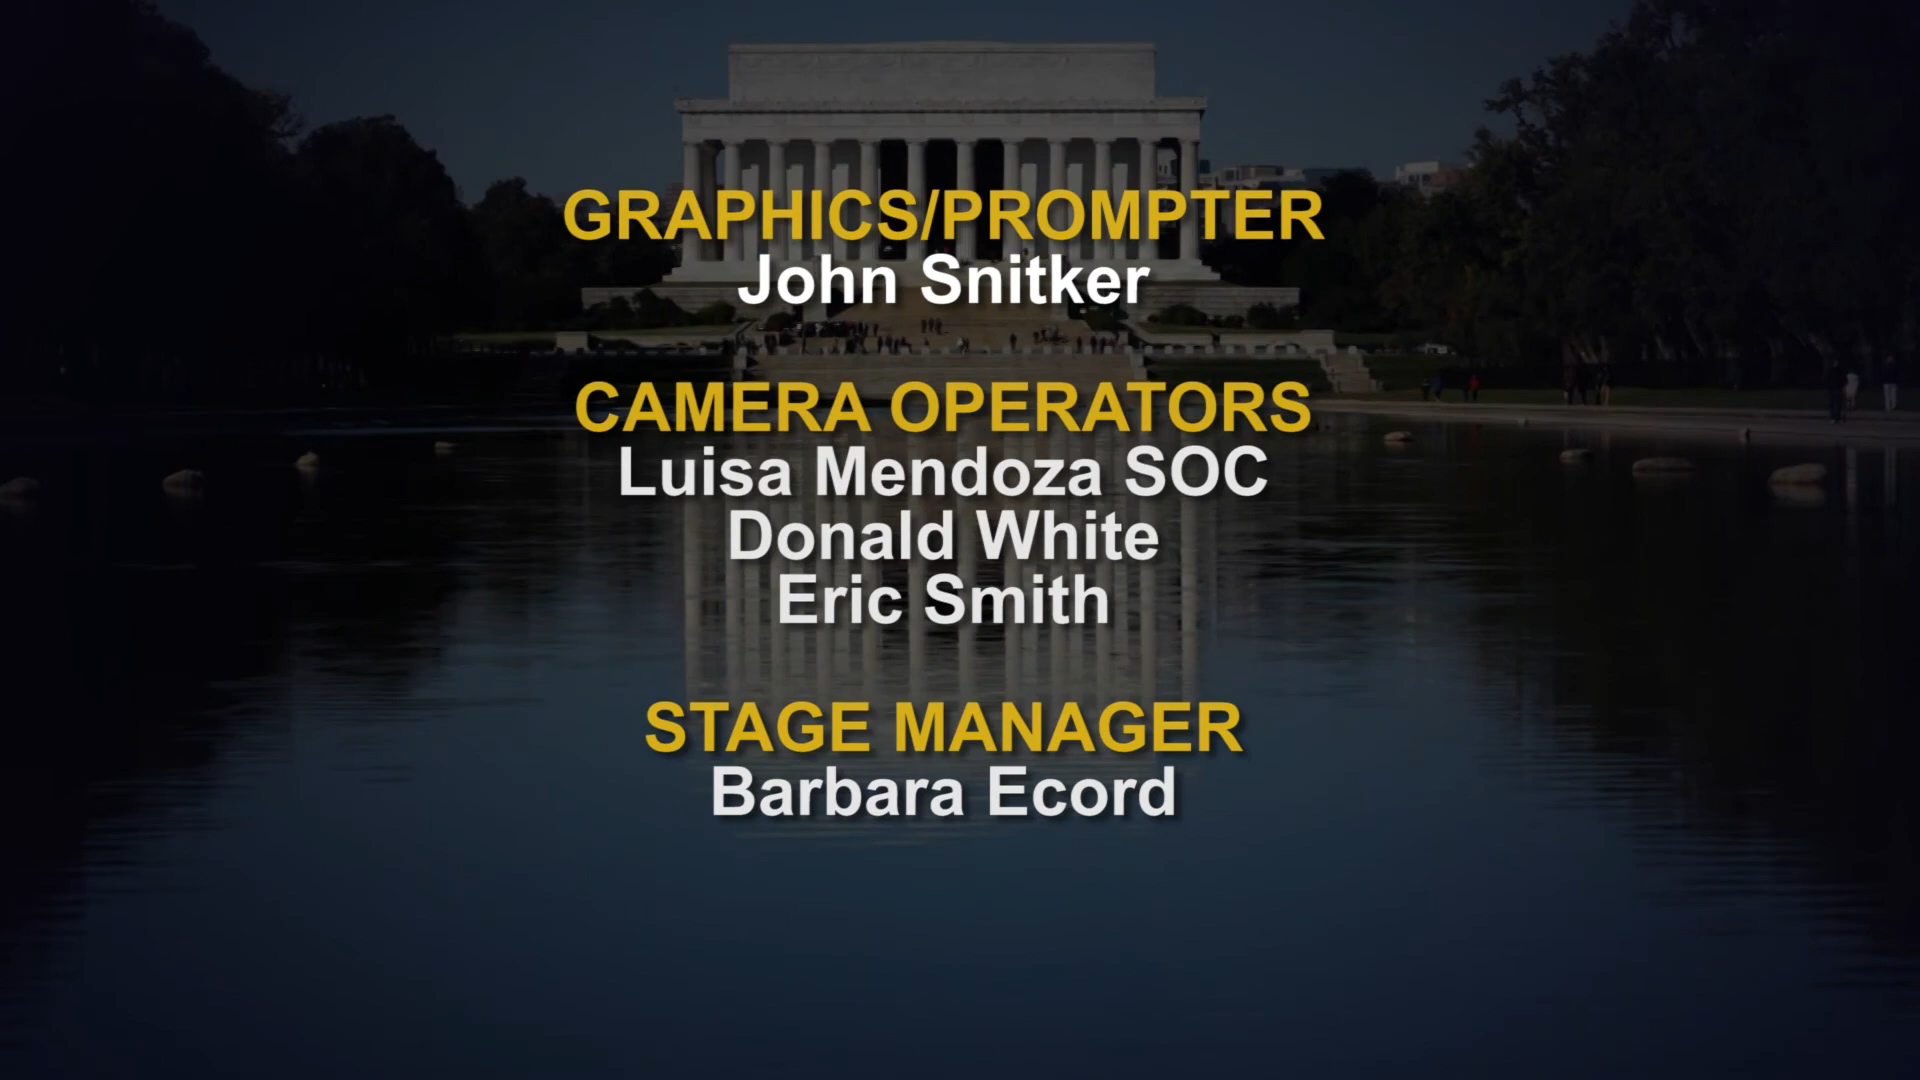 GRAPHICS/PROMPTER
John Snitker
CAMERA OPERATORS
Luisa Mendoza SOC
Donald White
Eric Smith
STAGE MANAGER
Barbara Ecord